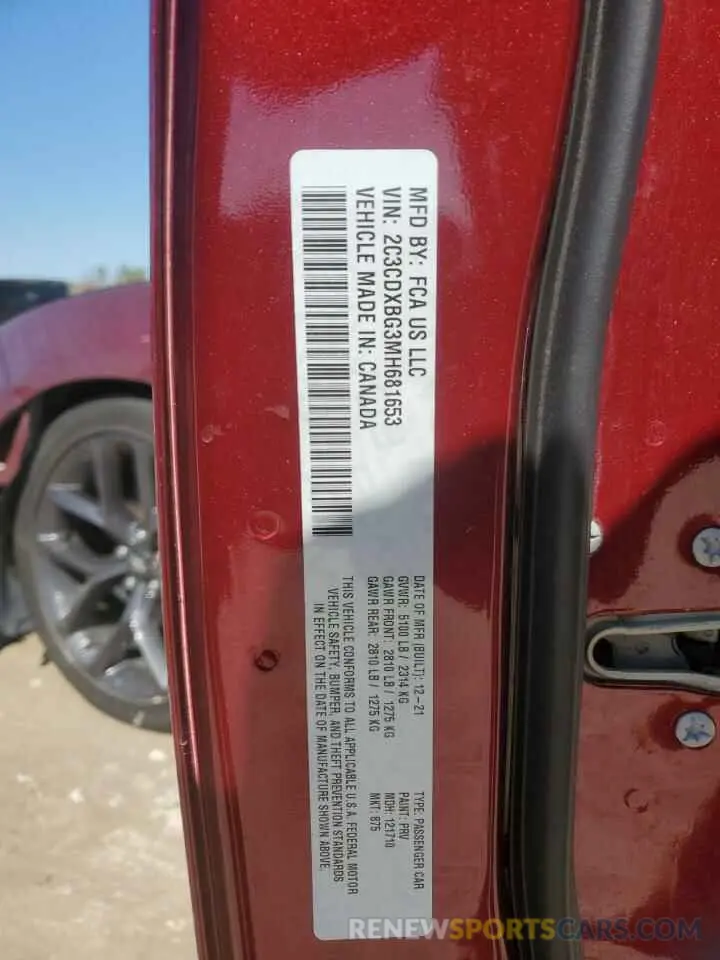 MFD BY: FCA US LLC
VIN: 2C3CDXBG3MH681653
VEHICLE MADE IN: CANADA
DATE OF MFR (BUILT): 12-21
GVWR: 5100 LB / 2314 KG
GAWR FRONT: 2810 LB / 1275 KG
GAWR REAR: 2810 LB / 1275 KG
TYPE: PASSENGER CAR
PAINT: PRV
MDH: 121710
MKT: 875
THIS VEHICLE CONFORMS TO ALL APPLICABLE U.S.A. FEDERAL MOTOR
VEHICLE SAFETY, BUMPER, AND THEFT PREVENTION STANDARDS
IN EFFECT ON THE DATE OF MANUFACTURE SHOWN ABOVE.
RENEWSPORTSCARS.COM